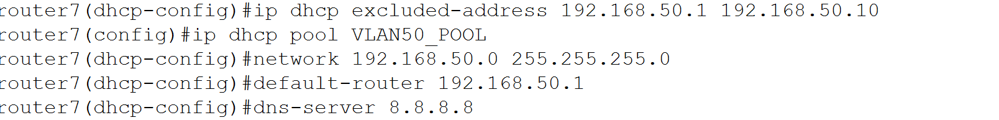 router7(dhcp-config)#ip dhcp excluded-address 192.168.50.1 192.168.50.10
router7(config)#ip dhcp pool VLAN50_POOL
router7(dhcp-config)#network 192.168.50.0 255.255.255.0
router7(dhcp-config)#default-router 192.168.50.1
router7(dhcp-config)#dns-server 8.8.8.8